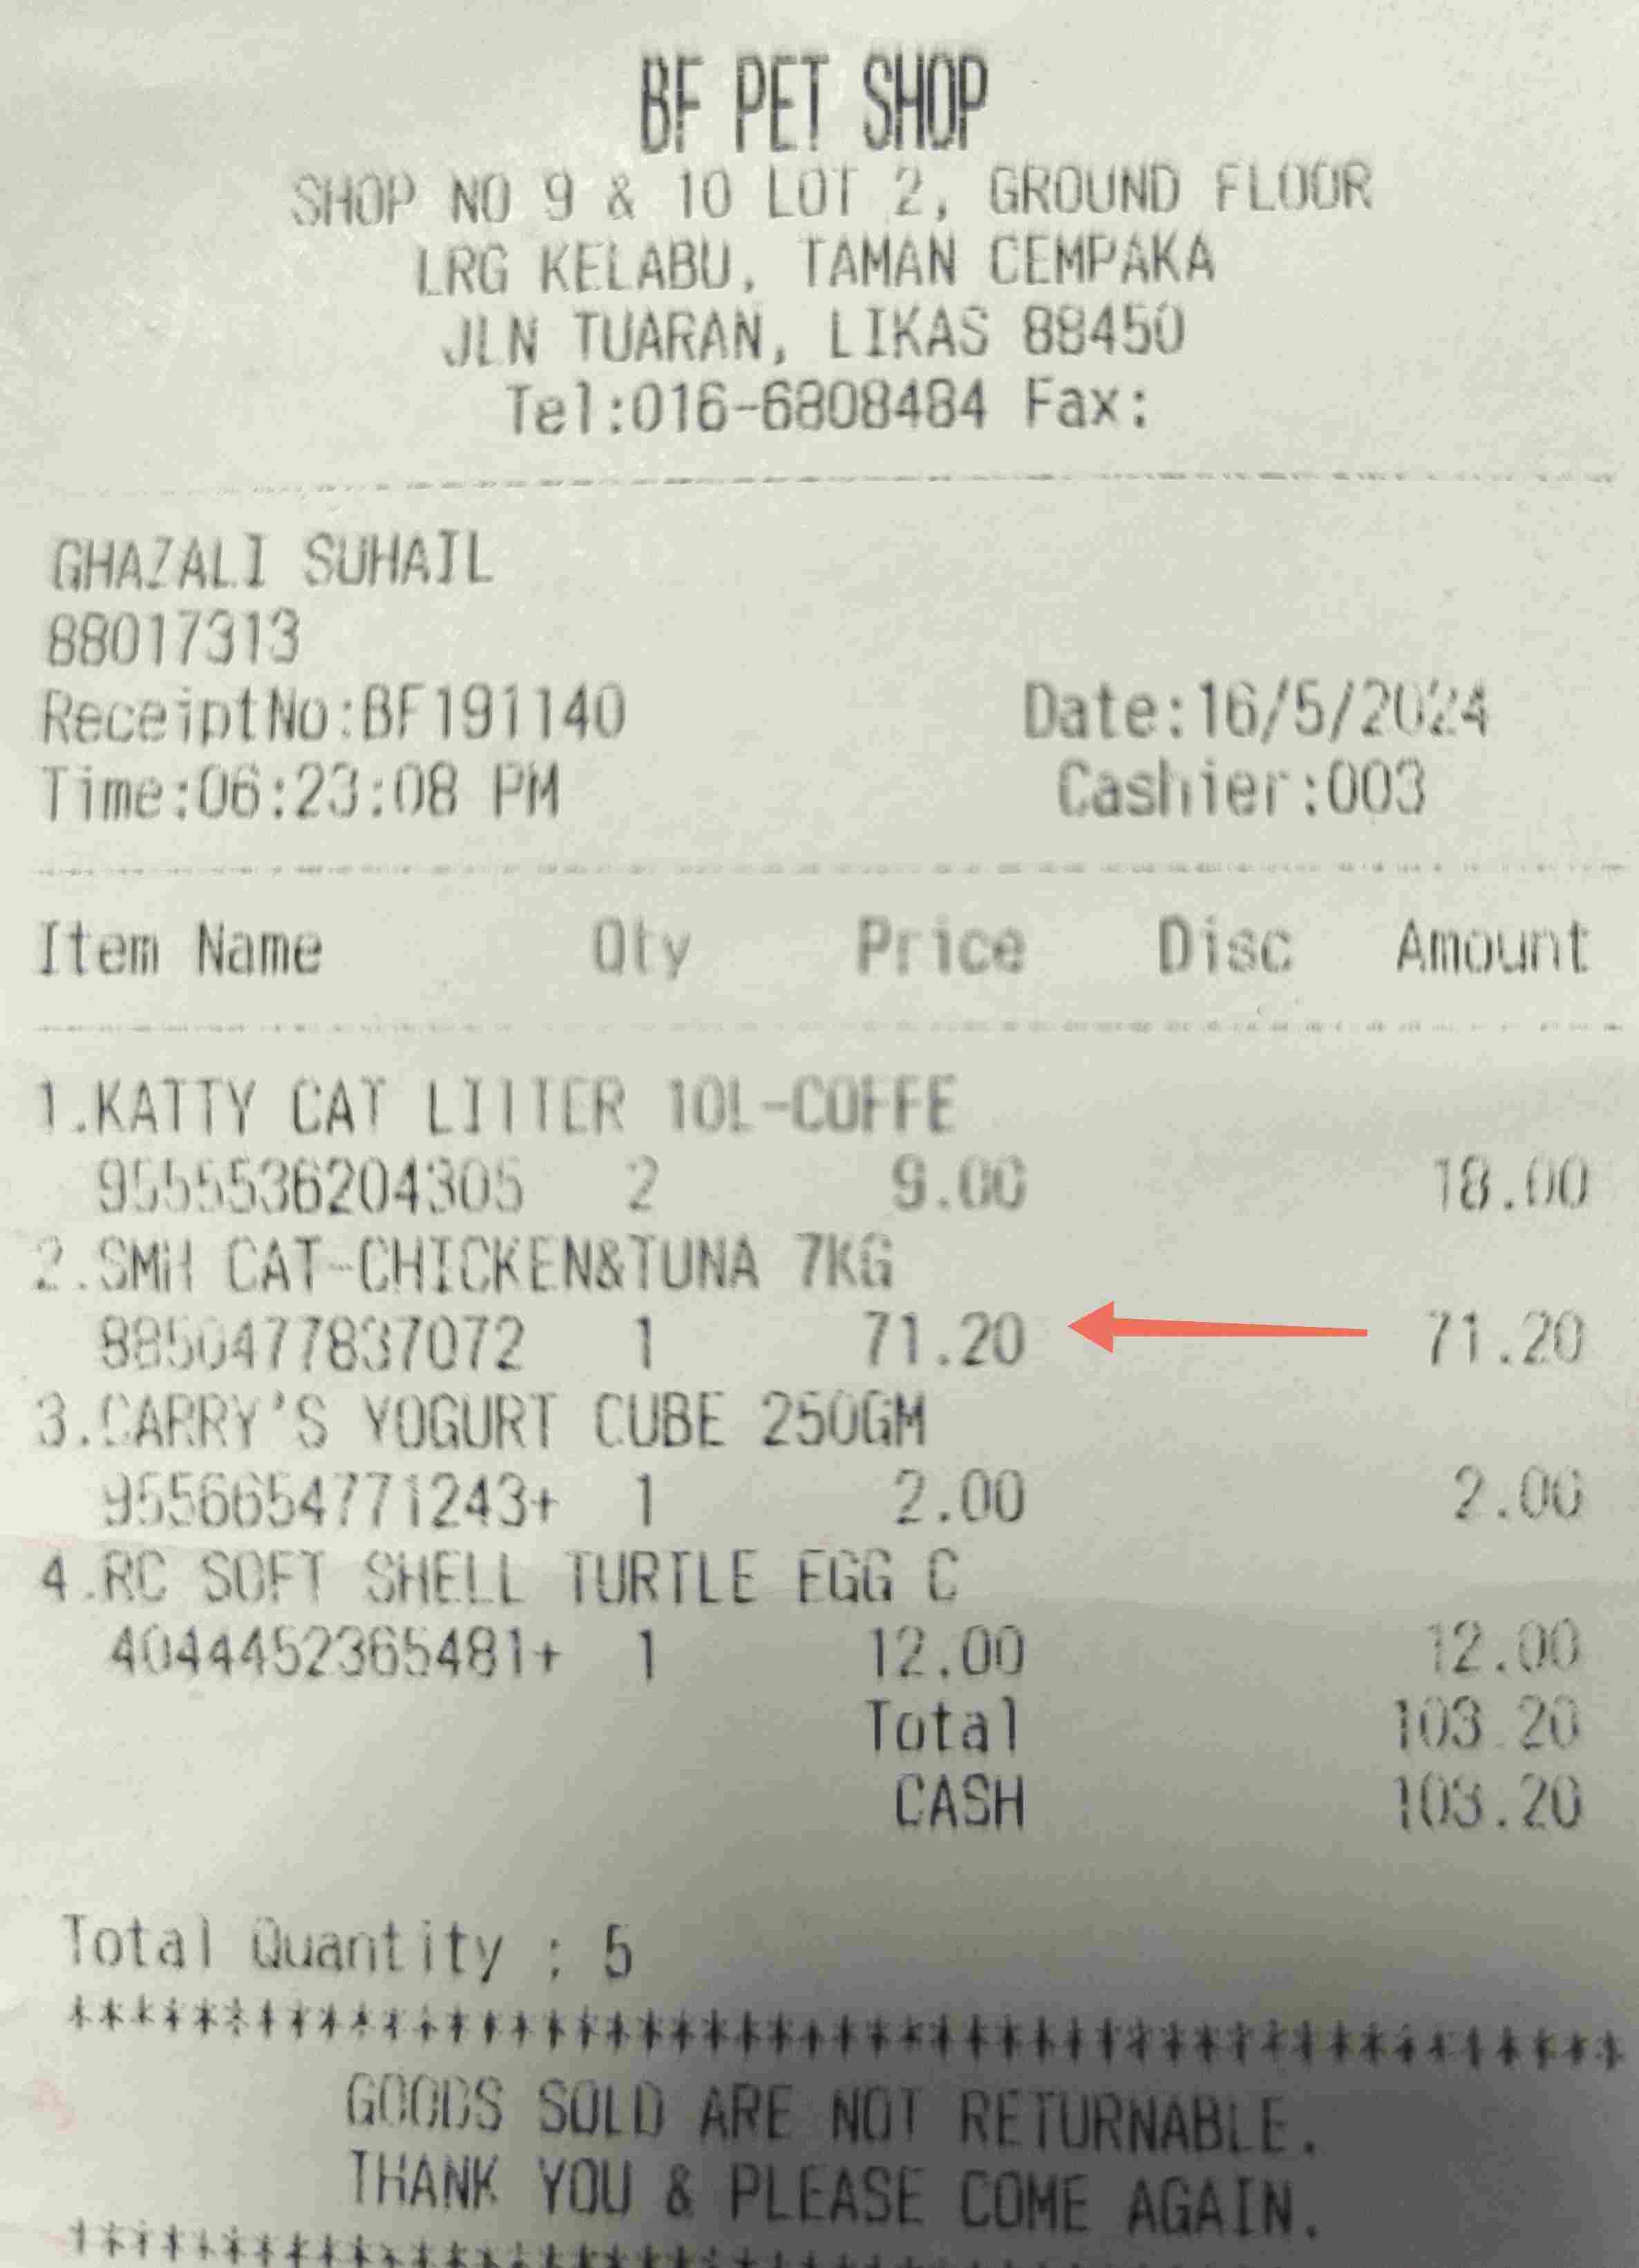 BF PET SHOP
SHOP NO 9 & 10 LOT 2, GROUND FLOOR
LRG KELABU, TAMAN CEMPAKA
JLN TUARAN, LIKAS 88450
Tel:016-6808484 Fax:
GHAZALI SUHAIL
88017313
ReceiptNo:BF191140 Date:16/5/2024
Time:06:23:08 PM Cashier:003
Item Name Qty Price Disc Amount
1.KATTY CAT LITTER 10L-COFFE
9555536204305 2 9.00 18.00
2.SMH CAT-CHICKEN&TUNA 7KG
8850477837072 1 71.20 71.20
3.CARRY'S YOGURT CUBE 250GM
9556654771243+ 1 2.00 2.00
4.RC SOFT SHELL TURTLE EGG C
4044452365481+ 1 12.00 12.00
Total 103.20
CASH 103.20
Total Quantity : 5
GOODS SOLD ARE NOT RETURNABLE.
THANK YOU & PLEASE COME AGAIN.